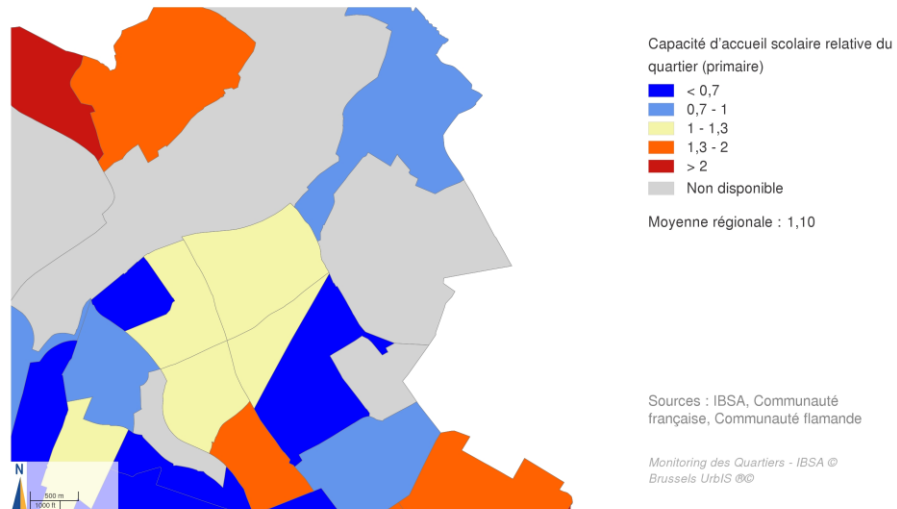 Capacité d'accueil scolaire relative du
quartier (primaire)
< 0,7
0,7 - 1
1 - 1,3
1,3 - 2
> 2
Non disponible
Moyenne régionale : 1,10
Sources : IBSA, Communauté
française, Communauté flamande
Monitoring des Quartiers - IBSA ©
Brussels UrbIS ®©
N
500 m
1000 ft